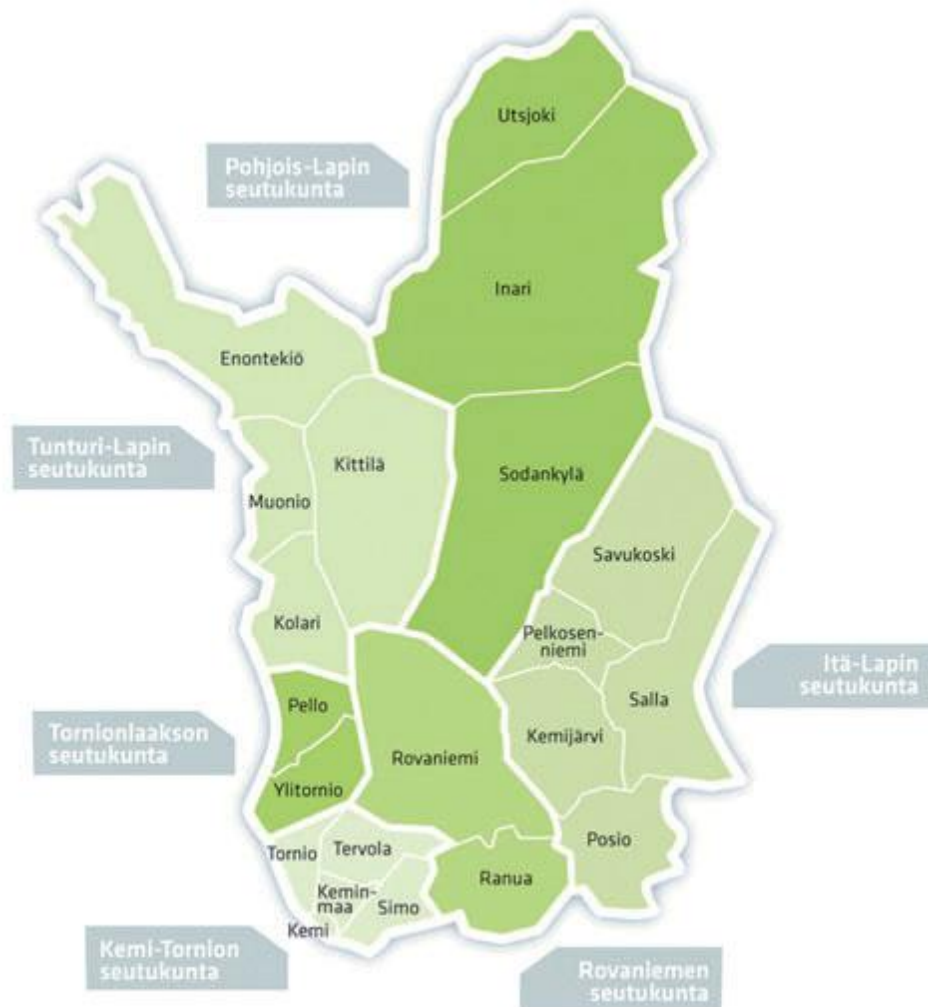 Utsjoki
Pohjois-Lapin
seutukunta
Inari
Enontekiö
Tunturi-Lapin
seutukunta
Kittilä
Sodankylä
Muonio
Savukoski
Kolari
Pelkosen-
niemi
Itä-Lapin
seutukunta
Salla
Pello
Tornionlaakson
seutukunta
Kemijärvi
Rovaniemi
Ylitornio
Posio
Tornio
Tervola
Ranua
Kemin-
maa
Simo
Kemi
Kemi-Tornion
seutukunta
Rovaniemen
seutukunta